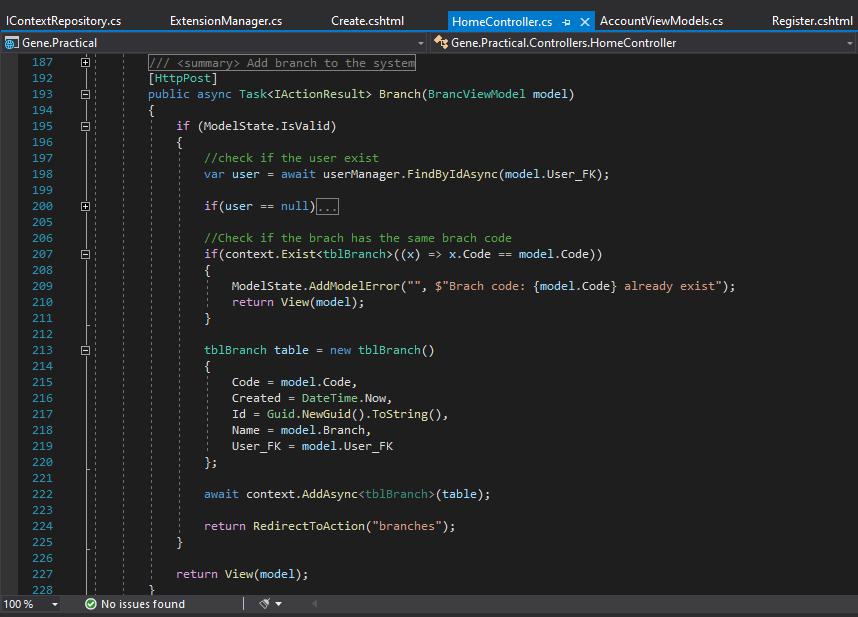 IContextRepository.cs ExtensionManager.cs Create.cshtml HomeController.cs AccountViewModels.cs Register.cshtml
Gene.Practical Gene.Practical.Controllers.HomeController
187 /// <summary> Add branch to the system
192 [HttpPost]
193 public async Task<IActionResult> Branch(BrancViewModel model)
194 {
195 if (ModelState.IsValid)
196 {
197 //check if the user exist
198 var user = await userManager.FindByIdAsync(model.User_FK);
199
200 if(user == null)...
205
206 //Check if the brach has the same brach code
207 if(context.Exist<tblBranch>((x) => x.Code == model.Code))
208 {
209 ModelState.AddModelError("", $"Brach code: {model.Code} already exist");
210 return View(model);
211 }
212
213 tblBranch table = new tblBranch()
214 {
215 Code = model.Code,
216 Created = DateTime.Now,
217 Id = Guid.NewGuid().ToString(),
218 Name = model.Branch,
219 User_FK = model.User_FK
220 };
221
222 await context.AddAsync<tblBranch>(table);
223
224 return RedirectToAction("branches");
225 }
226
227 return View(model);
228 }
100 % No issues found